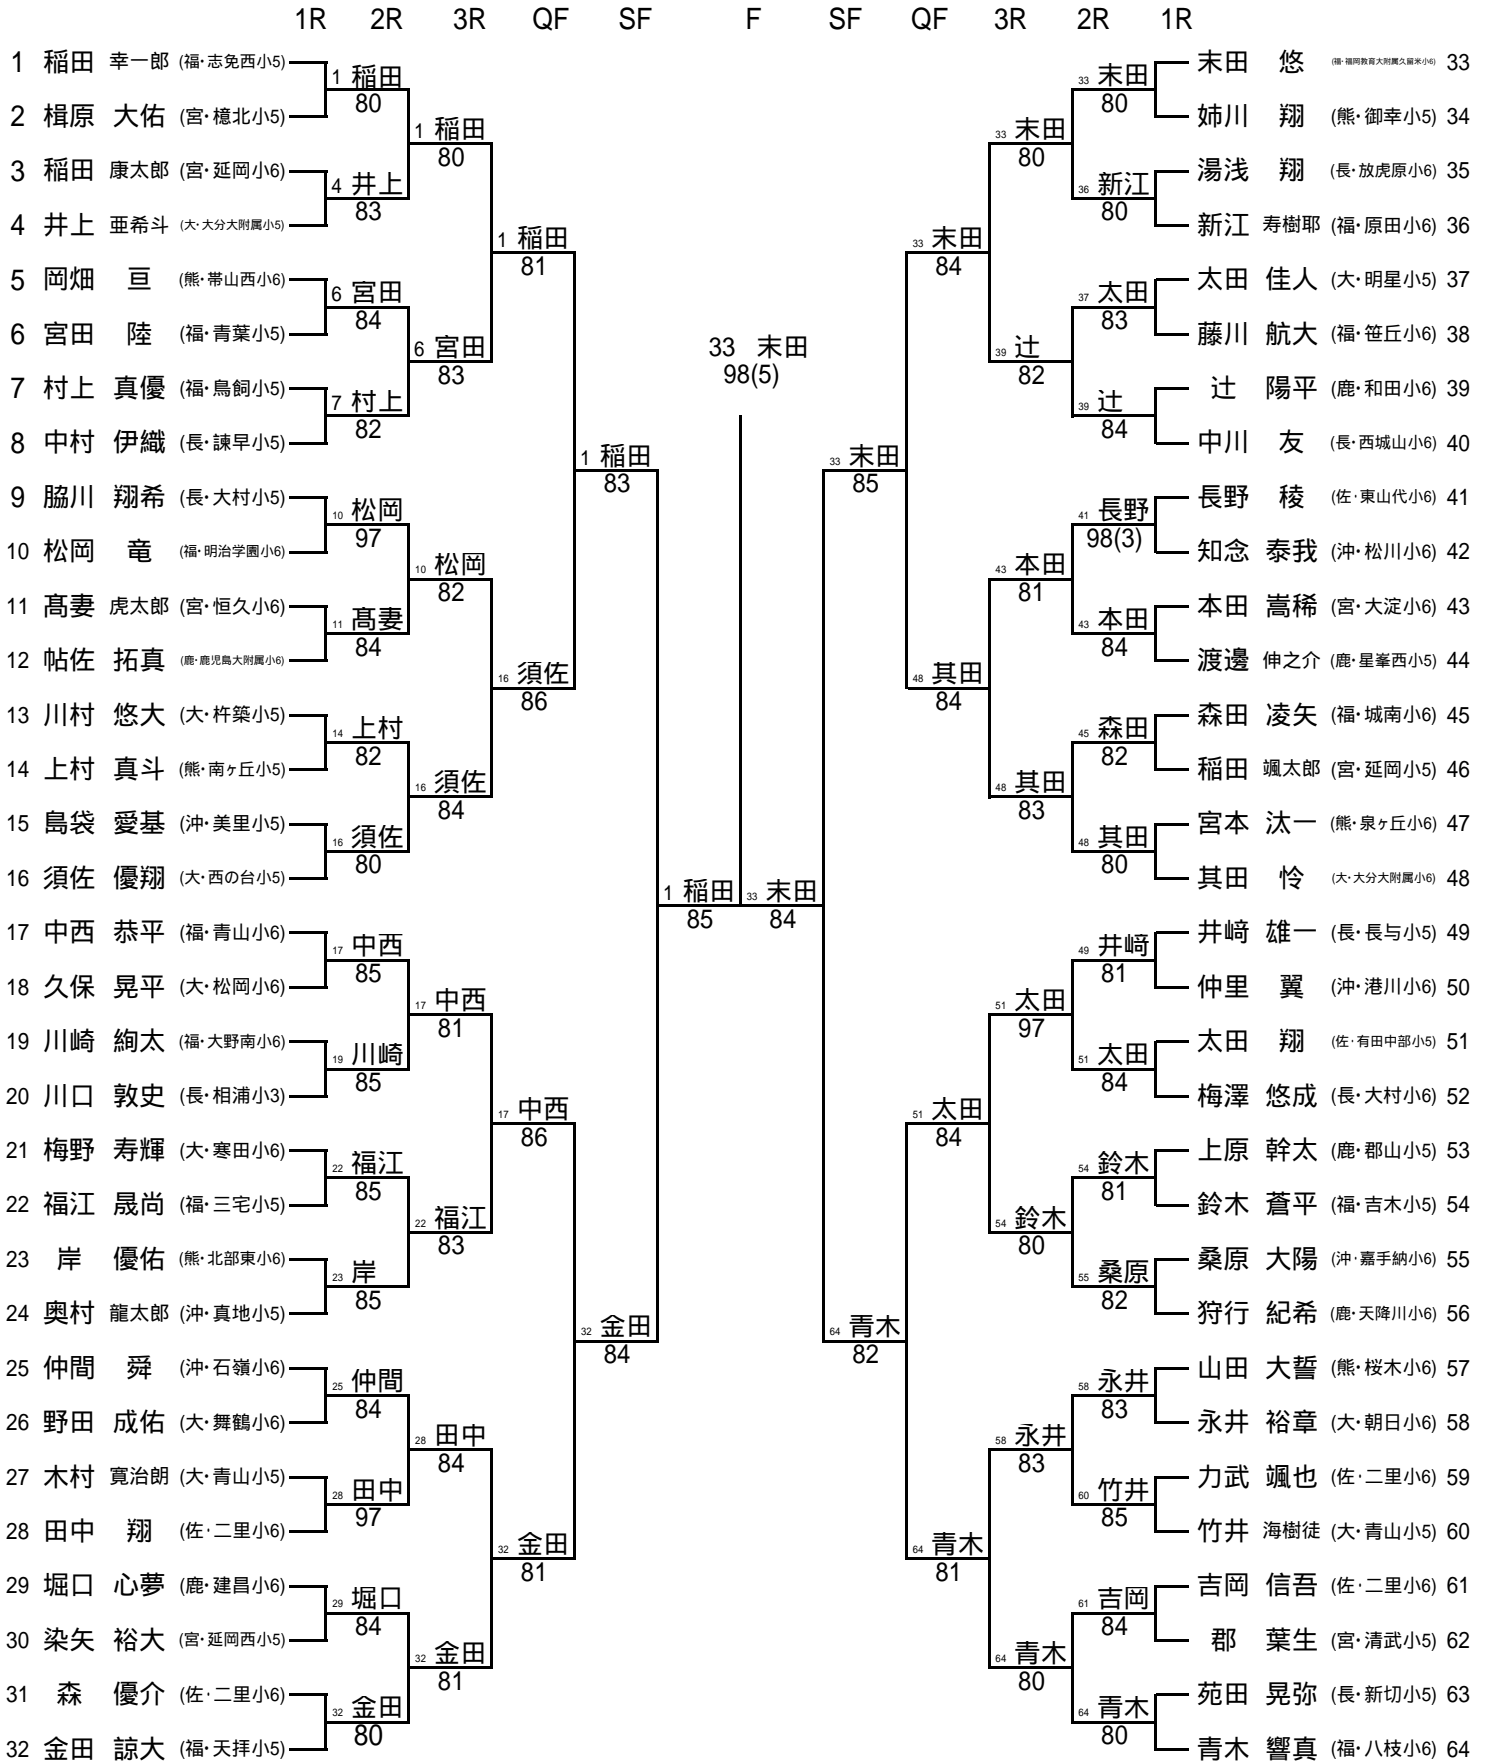 1R 2R 3R QF SF F SF QF 3R 2R 1R
1 稲田 幸一郎 (福・志免西小5)
2 楫原 大佑 (宮・檍北小5)
3 稲田 康太郎 (宮・延岡小6)
4 井上 亜希斗 (大・大分大附属小5)
5 岡畑 亘 (熊・帯山西小6)
6 宮田 陸 (福・青葉小5)
7 村上 真優 (福・鳥飼小5)
8 中村 伊織 (長・諫早小5)
9 脇川 翔希 (長・大村小5)
10 松岡 竜 (福・明治学園小6)
11 髙妻 虎太郎 (宮・恒久小6)
12 帖佐 拓真 (鹿・鹿児島大附属小6)
13 川村 悠大 (大・杵築小5)
14 上村 真斗 (熊・南ヶ丘小5)
15 島袋 愛基 (沖・美里小5)
16 須佐 優翔 (大・西の台小5)
17 中西 恭平 (福・青山小6)
18 久保 晃平 (大・松岡小6)
19 川崎 絢太 (福・大野南小6)
20 川口 敦史 (長・相浦小3)
21 梅野 寿輝 (大・寒田小6)
22 福江 晟尚 (福・三宅小5)
23 岸 優佑 (熊・北部東小6)
24 奥村 龍太郎 (沖・真地小5)
25 仲間 舜 (沖・石嶺小6)
26 野田 成佑 (大・舞鶴小6)
27 木村 寛治朗 (大・青山小5)
28 田中 翔 (佐・二里小6)
29 堀口 心夢 (鹿・建昌小6)
30 染矢 裕大 (宮・延岡西小5)
31 森 優介 (佐・二里小6)
32 金田 諒大 (福・天拝小5)
1 稲田
80
4 井上
83
6 宮田
84
7 村上
82
10 松岡
97
11 髙妻
84
14 上村
82
16 須佐
80
17 中西
85
19 川崎
85
22 福江
85
23 岸
85
25 仲間
84
28 田中
97
29 堀口
84
32 金田
80
1 稲田
80
6 宮田
83
10 松岡
82
16 須佐
84
17 中西
81
22 福江
83
28 田中
84
32 金田
81
1 稲田
81
16 須佐
86
17 中西
86
32 金田
81
1 稲田
83
32 金田
84
1 稲田
85
33 末田
98(5)
33 末田
84
33 末田
85
64 青木
82
33 末田
84
48 其田
84
51 太田
84
64 青木
81
33 末田
80
39 辻
82
43 本田
81
48 其田
83
51 太田
97
54 鈴木
80
58 永井
83
64 青木
80
33 末田
80
36 新江
80
37 太田
83
39 辻
84
41 長野
98(3)
43 本田
84
45 森田
82
48 其田
80
49 井﨑
81
51 太田
84
54 鈴木
81
55 桑原
82
58 永井
83
60 竹井
85
61 吉岡
84
64 青木
80
末田 悠 (福・福岡教育大附属久留米小6) 33
姉川 翔 (熊・御幸小5) 34
湯浅 翔 (長・放虎原小6) 35
新江 寿樹耶 (福・原田小6) 36
太田 佳人 (大・明星小5) 37
藤川 航大 (福・笹丘小6) 38
辻 陽平 (鹿・和田小6) 39
中川 友 (長・西城山小6) 40
長野 稜 (佐・東山代小6) 41
知念 泰我 (沖・松川小6) 42
本田 嵩稀 (宮・大淀小6) 43
渡邊 伸之介 (鹿・星峯西小5) 44
森田 凌矢 (福・城南小6) 45
稲田 颯太郎 (宮・延岡小5) 46
宮本 汰一 (熊・泉ヶ丘小6) 47
其田 怜 (大・大分大附属小6) 48
井﨑 雄一 (長・長与小5) 49
仲里 翼 (沖・港川小6) 50
太田 翔 (佐・有田中部小5) 51
梅澤 悠成 (長・大村小6) 52
上原 幹太 (鹿・郡山小5) 53
鈴木 蒼平 (福・吉木小5) 54
桑原 大陽 (沖・嘉手納小6) 55
狩行 紀希 (鹿・天降川小6) 56
山田 大誓 (熊・桜木小6) 57
永井 裕章 (大・朝日小6) 58
力武 颯也 (佐・二里小6) 59
竹井 海樹徒 (大・青山小5) 60
吉岡 信吾 (佐・二里小6) 61
郡 葉生 (宮・清武小5) 62
苑田 晃弥 (長・新切小5) 63
青木 響真 (福・八枝小6) 64